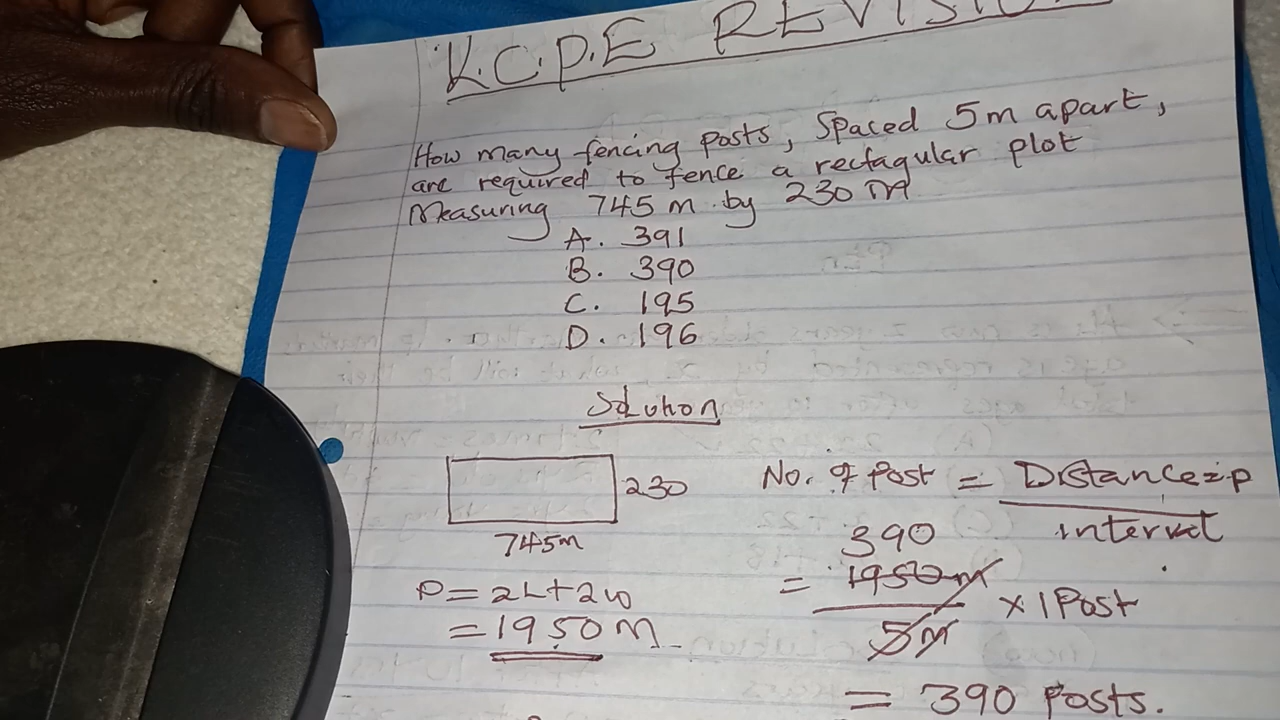 K.C.P.E REVISION
How many fencing posts, Spaced 5m apart,
are required to fence a rectagular plot
Measuring 745 m by 230 m
A. 391
B. 390
C. 195
D. 196
Solution
230
745m
P = 2L + 2W
= 1950 m
No. of Post = Distance = P
interval
390
= 1950m
5m
× 1 Post
= 390 Posts.